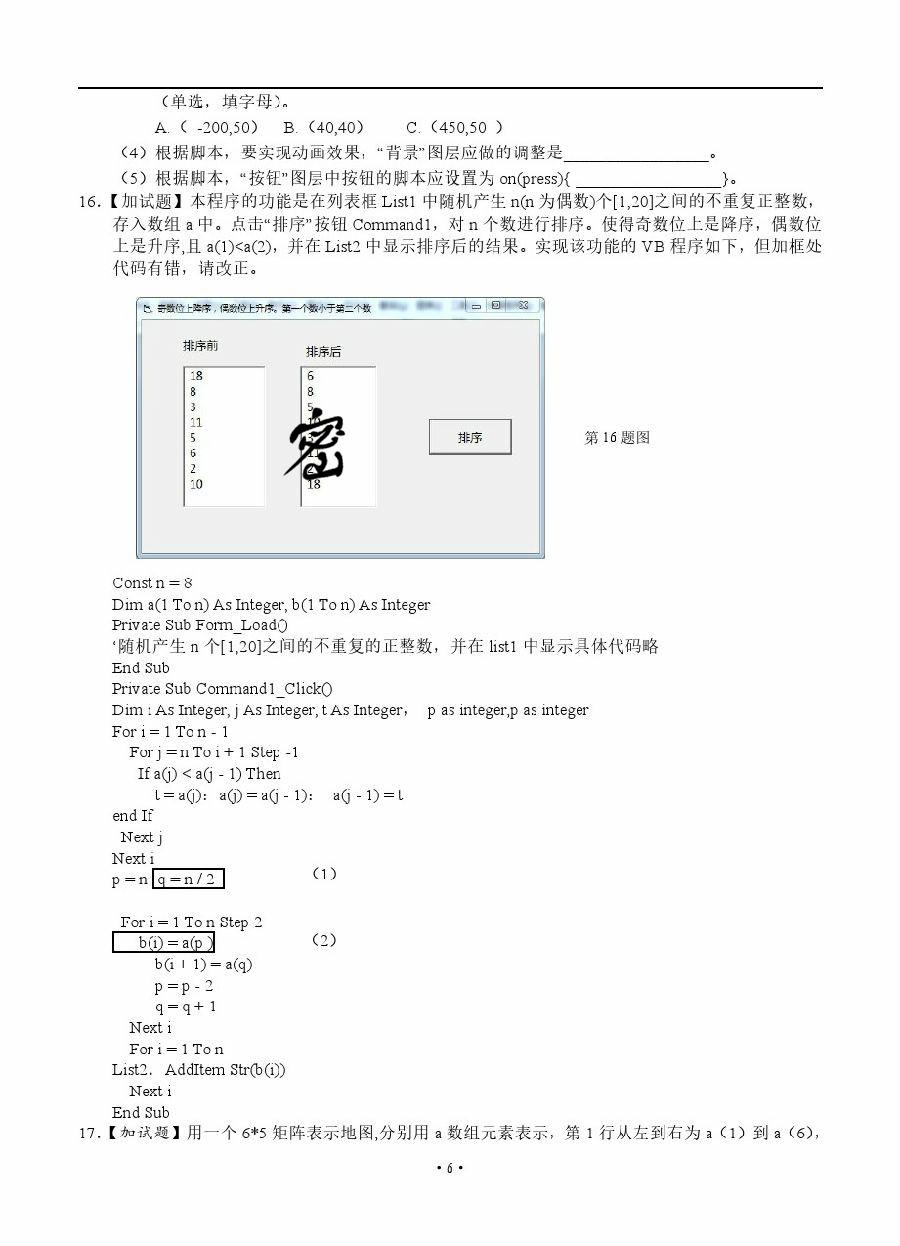 （单选，填字母）。
A.（ -200,50） B.（40,40） C.（450,50 ）
（4）根据脚本，要实现动画效果，“背景”图层应做的调整是__________________。
（5）根据脚本，“按钮”图层中按钮的脚本应设置为 on(press){ __________________}。
16.【加试题】本程序的功能是在列表框 List1 中随机产生 n(n 为偶数)个[1,20]之间的不重复正整数，
存入数组 a 中。点击“排序”按钮 Command1，对 n 个数进行排序。使得奇数位上是降序，偶数位
上是升序,且 a(1)<a(2)，并在 List2 中显示排序后的结果。实现该功能的 VB 程序如下，但加框处
代码有错，请改正。
奇数位上降序，偶数位上升序。第一个数小于第二个数
排序前
排序后
18
8
3
11
5
6
2
10
6
8
5
10
3
11
2
18
密
排序
第 16 题图
Const n = 8
Dim a(1 To n) As Integer, b(1 To n) As Integer
Private Sub Form_Load()
‘随机产生 n 个[1,20]之间的不重复的正整数，并在 list1 中显示具体代码略
End Sub
Private Sub Command1_Click()
Dim i As Integer, j As Integer, t As Integer， p as integer,p as integer
For i = 1 To n - 1
For j = n To i + 1 Step -1
If a(j) < a(j - 1) Then
t = a(j)： a(j) = a(j - 1)： a(j - 1) = t
end If
Next j
Next i
p = n q = n / 2 （1）
For i = 1 To n Step 2
b(i) = a(p ) （2）
b(i + 1) = a(q)
p = p - 2
q = q + 1
Next i
For i = 1 To n
List2．AddItem Str(b(i))
Next i
End Sub
17.【加试题】用一个 6*5 矩阵表示地图,分别用 a 数组元素表示，第 1 行从左到右为 a（1）到 a（6），
· 6 ·